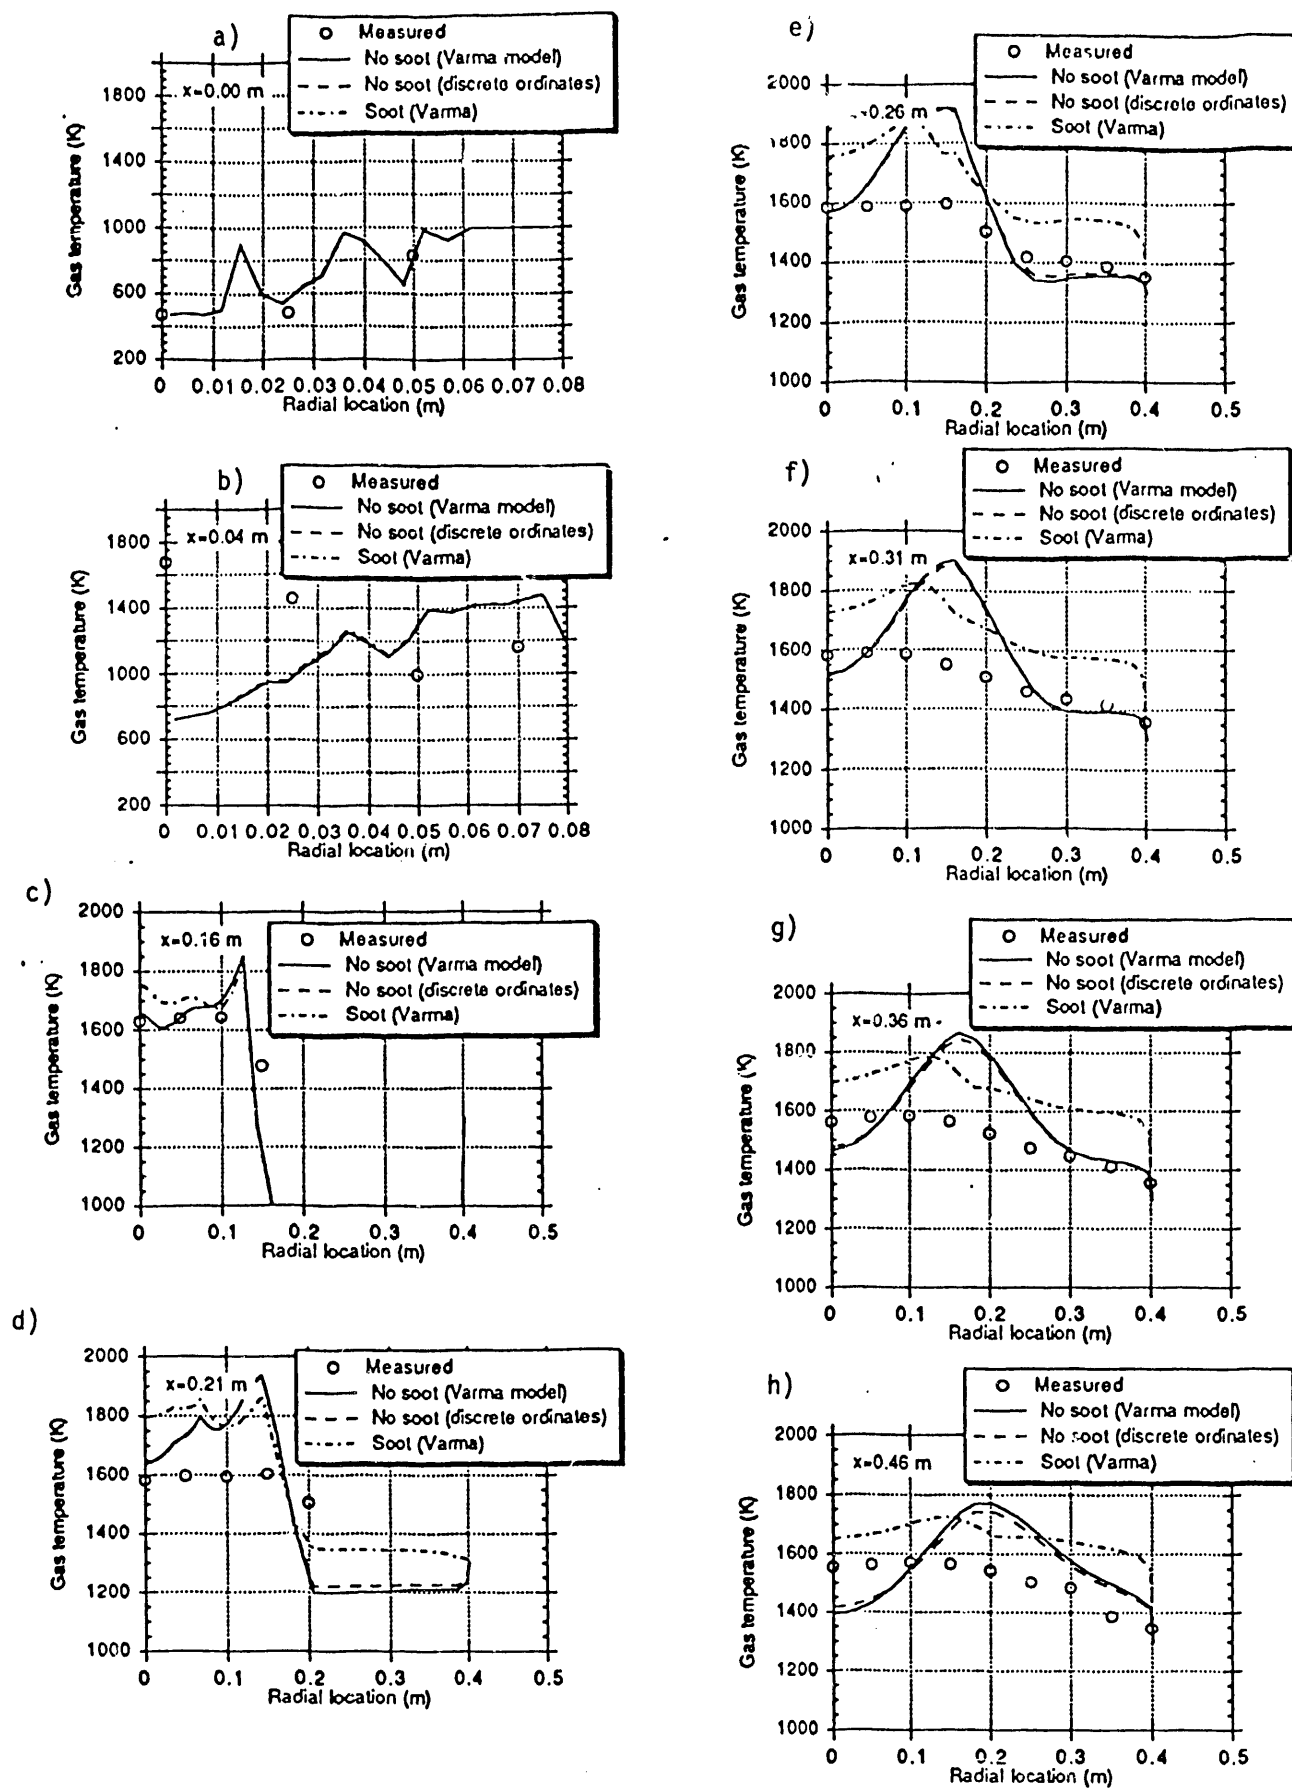 a)
Measured
No soot (Varma model)
No soot (discrete ordinates)
Soot (Varma)
x=0.00 m
Gas temperature (K)
1800
1400
1000
600
200
0 0.01 0.02 0.03 0.04 0.05 0.06 0.07 0.08
Radial location (m)
b)
Measured
No soot (Varma model)
No soot (discrete ordinates)
Soot (Varma)
x=0.04 m
Gas temperature (K)
1800
1400
1000
600
200
0 0.01 0.02 0.03 0.04 0.05 0.06 0.07 0.08
Radial location (m)
c)
Measured
No soot (Varma model)
No soot (discrete ordinates)
Soot (Varma)
x=0.16 m
Gas temperature (K)
2000
1800
1600
1400
1200
1000
0 0.1 0.2 0.3 0.4 0.5
Radial location (m)
d)
Measured
No soot (Varma model)
No soot (discrete ordinates)
Soot (Varma)
x=0.21 m
Gas temperature (K)
2000
1800
1600
1400
1200
1000
0 0.1 0.2 0.3 0.4 0.5
Radial location (m)
e)
Measured
No soot (Varma model)
No soot (discrete ordinates)
Soot (Varma)
=0.26 m
Gas temperature (K)
2000
1800
1600
1400
1200
1000
0 0.1 0.2 0.3 0.4 0.5
Radial location (m)
f)
Measured
No soot (Varma model)
No soot (discrete ordinates)
Soot (Varma)
x=0.31 m
Gas temperature (K)
2000
1800
1600
1400
1200
1000
0 0.1 0.2 0.3 0.4 0.5
Radial location (m)
g)
Measured
No soot (Varma model)
No soot (discrete ordinates)
Soot (Varma)
x=0.36 m
Gas temperature (K)
2000
1800
1600
1400
1200
1000
0 0.1 0.2 0.3 0.4 0.5
Radial location (m)
h)
Measured
No soot (Varma model)
No soot (discrete ordinates)
Soot (Varma)
x=0.46 m
Gas temperature (K)
2000
1800
1600
1400
1200
1000
0 0.1 0.2 0.3 0.4 0.5
Radial location (m)